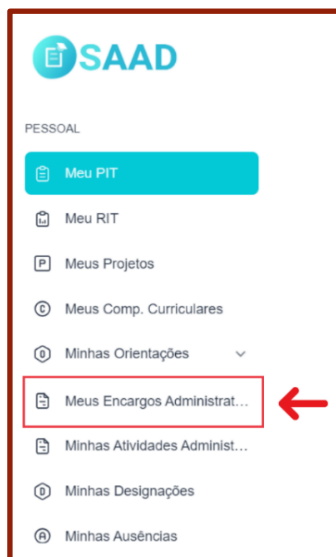 SAAD
PESSOAL
Meu PIT
Meu RIT
P Meus Projetos
C Meus Comp. Curriculares
O Minhas Orientações
Meus Encargos Administrat...
Minhas Atividades Administ...
D Minhas Designações
A Minhas Ausências